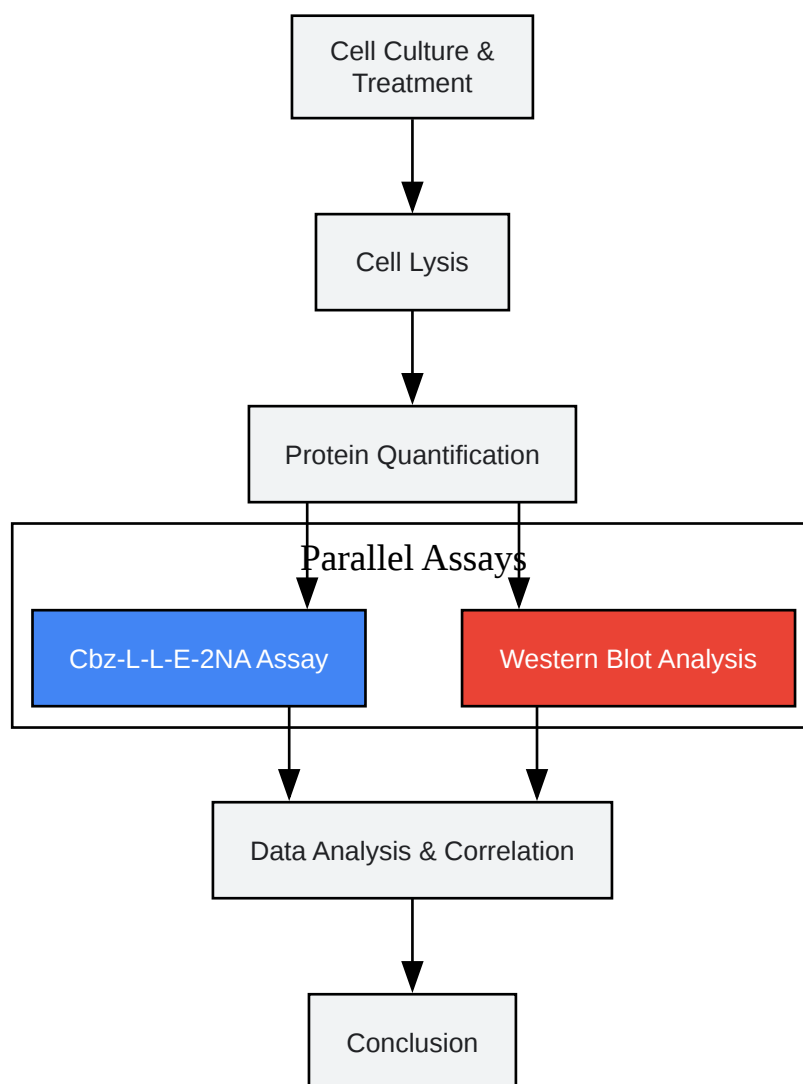 Cell Culture &
Treatment
Cell Lysis
Protein Quantification
Parallel Assays
Cbz-L-L-E-2NA Assay
Western Blot Analysis
Data Analysis & Correlation
Conclusion